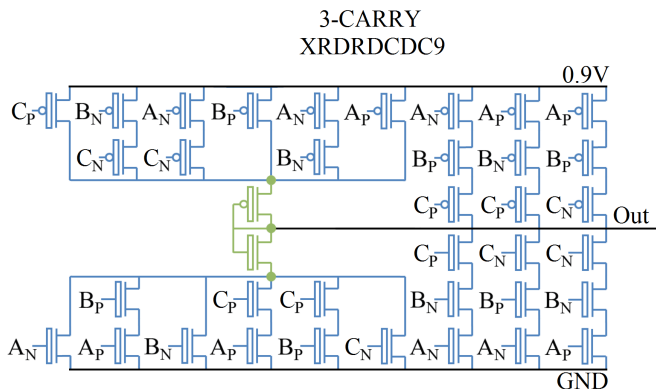 3-CARRY
XRDRDCDC9
0.9V
C_P B_N A_N B_P A_N A_P A_N A_P A_P
C_N C_N B_N B_P B_N B_P
C_P C_P C_N
Out
C_P C_N C_N
B_P C_P C_P B_N B_P B_N
A_N A_P B_N A_P B_P C_N A_N A_N A_P
GND